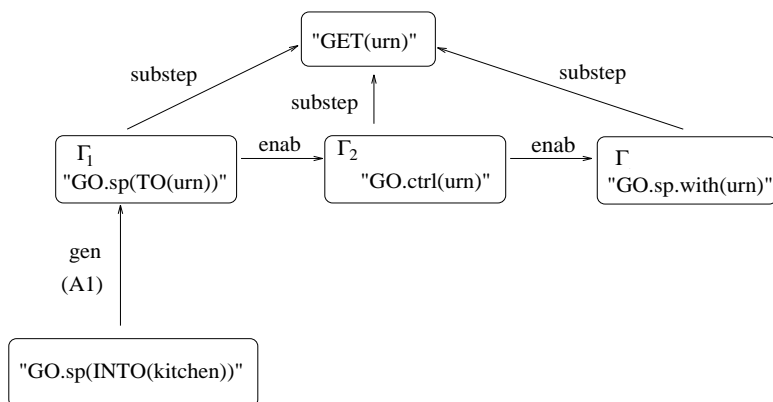 "GET(urn)"
substep
substep
substep
Γ1
enab
Γ2
enab
Γ
"GO.sp(TO(urn))"
"GO.ctrl(urn)"
"GO.sp.with(urn)"
gen
(A1)
"GO.sp(INTO(kitchen))"